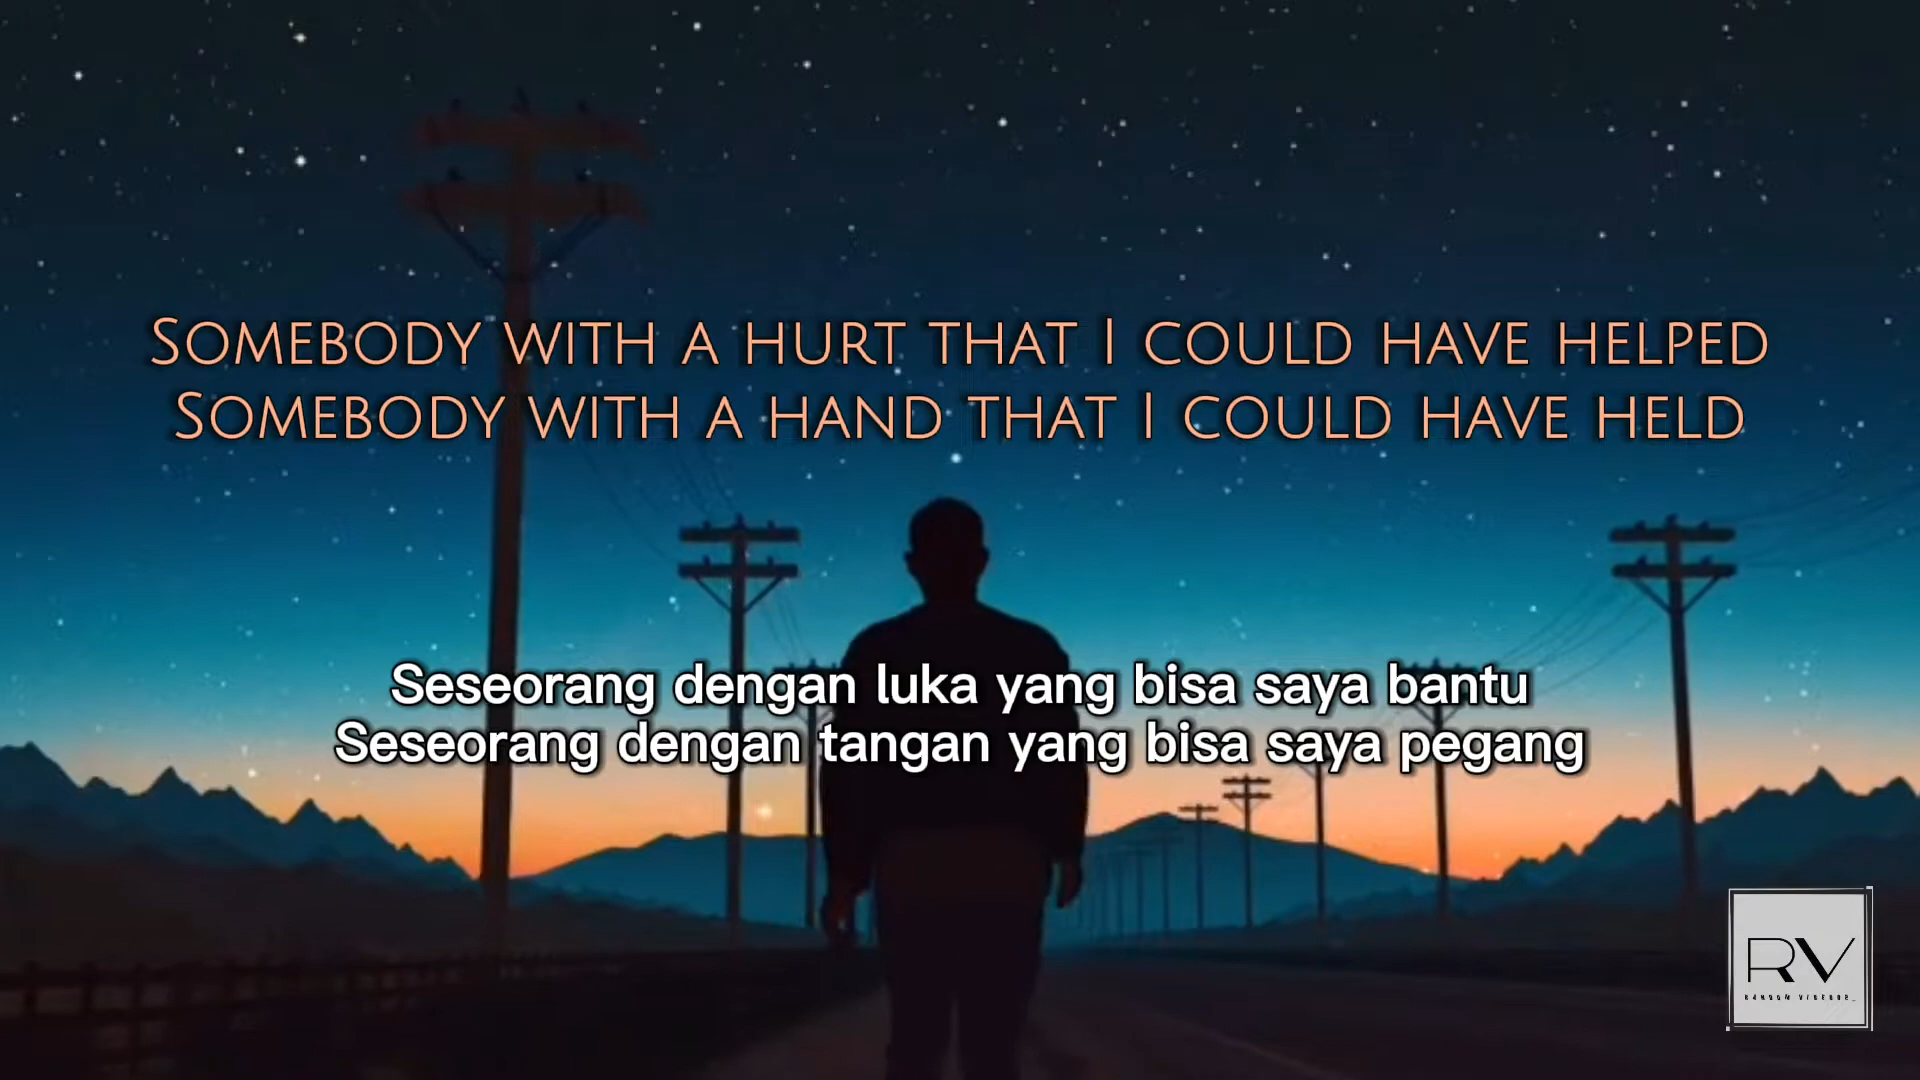 Somebody with a hurt that I could have helped
Somebody with a hand that I could have held
Seseorang dengan luka yang bisa saya bantu
Seseorang dengan tangan yang bisa saya pegang
RV